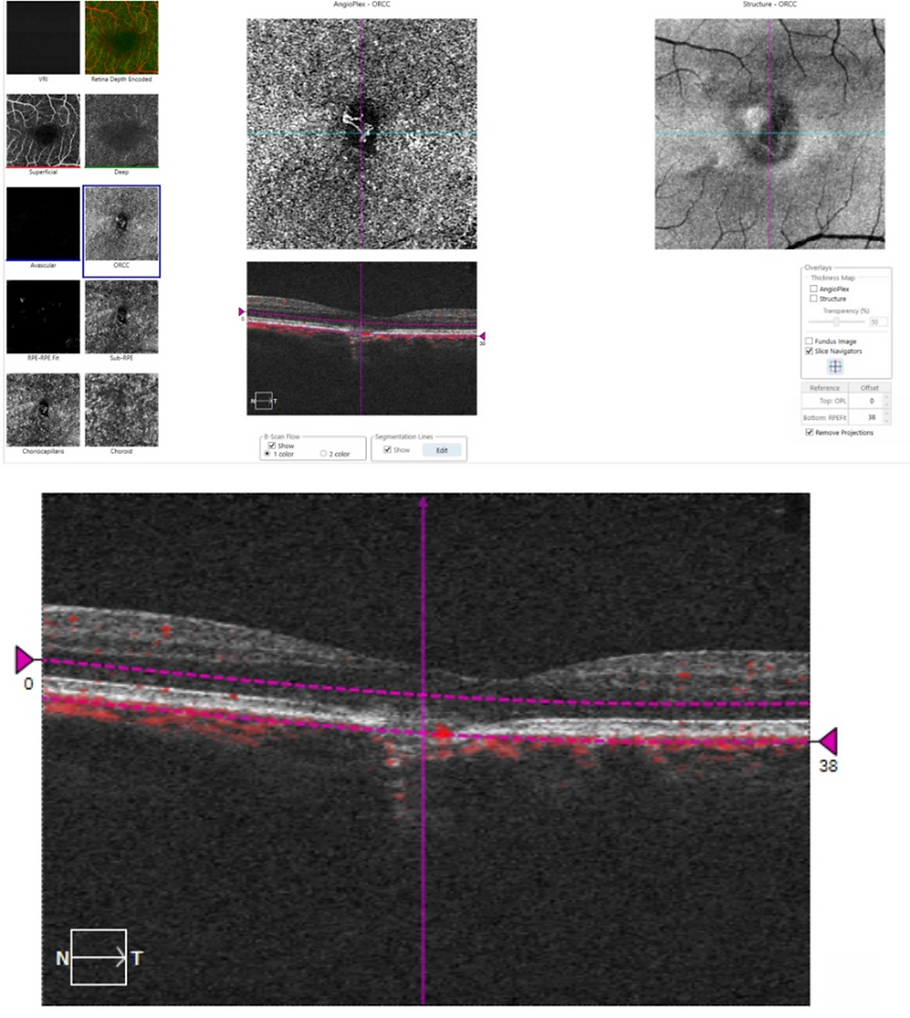 AngioPlex - ORCC
Structure - ORCC
VRI
Retina Depth Encoded
Superficial
Deep
Avascular
ORCC
RPE-RPE Fit
Sub-RPE
Choriocapillaris
Choroid
0
38
N T
B-Scan Flow
Show
1 color
2 color
Segmentation Lines
Show
Edit
Overlays
Thickness Map
AngioPlex
Structure
Transparency (%)
50
Fundus Image
Slice Navigators
Reference Offset
Top: OPL 0
Bottom: RPEFit 38
Remove Projections
0
38
N T